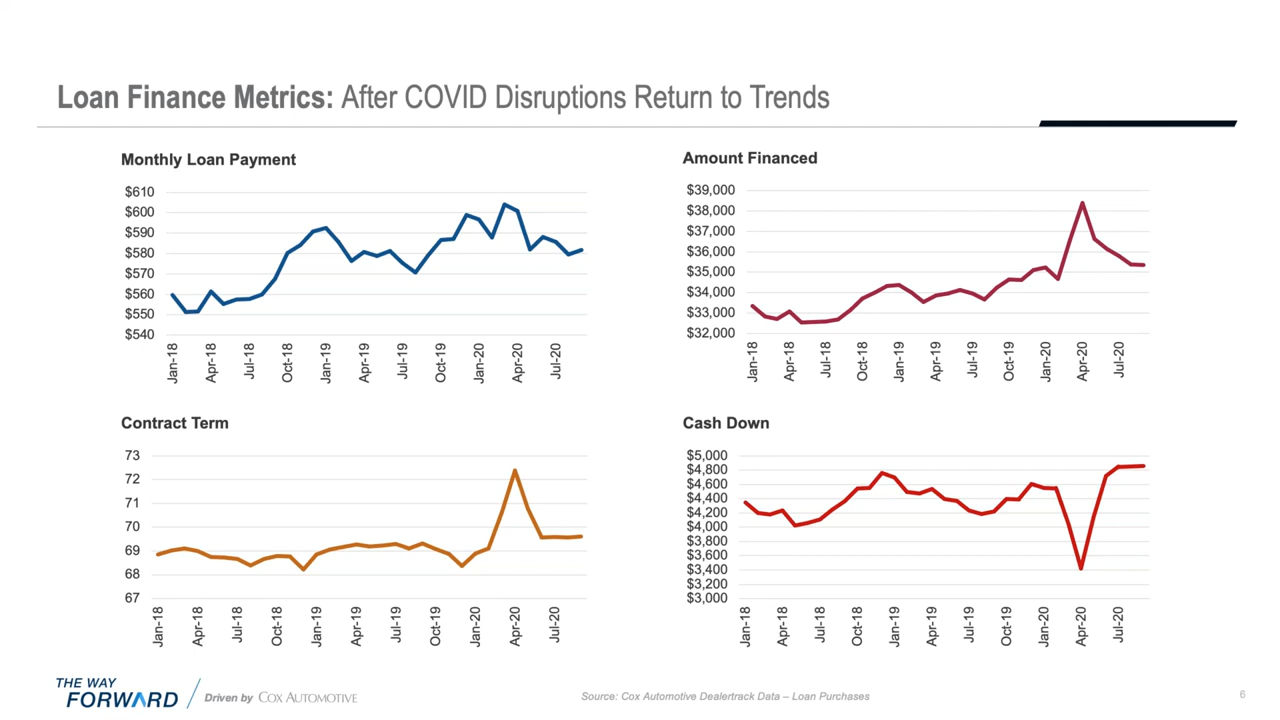 Loan Finance Metrics: After COVID Disruptions Return to Trends
Monthly Loan Payment
$610
$600
$590
$580
$570
$560
$550
$540
Jan-18
Apr-18
Jul-18
Oct-18
Jan-19
Apr-19
Jul-19
Oct-19
Jan-20
Apr-20
Jul-20
Amount Financed
$39,000
$38,000
$37,000
$36,000
$35,000
$34,000
$33,000
$32,000
Jan-18
Apr-18
Jul-18
Oct-18
Jan-19
Apr-19
Jul-19
Oct-19
Jan-20
Apr-20
Jul-20
Contract Term
73
72
71
70
69
68
67
Jan-18
Apr-18
Jul-18
Oct-18
Jan-19
Apr-19
Jul-19
Oct-19
Jan-20
Apr-20
Jul-20
Cash Down
$5,000
$4,800
$4,600
$4,400
$4,200
$4,000
$3,800
$3,600
$3,400
$3,200
$3,000
Jan-18
Apr-18
Jul-18
Oct-18
Jan-19
Apr-19
Jul-19
Oct-19
Jan-20
Apr-20
Jul-20
THE WAY
FORWARD
Driven by COX AUTOMOTIVE
Source: Cox Automotive Dealertrack Data – Loan Purchases
6